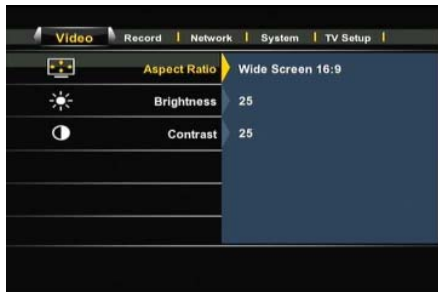 Video Record Network System TV Setup
Aspect Ratio Wide Screen 16:9
Brightness 25
Contrast 25